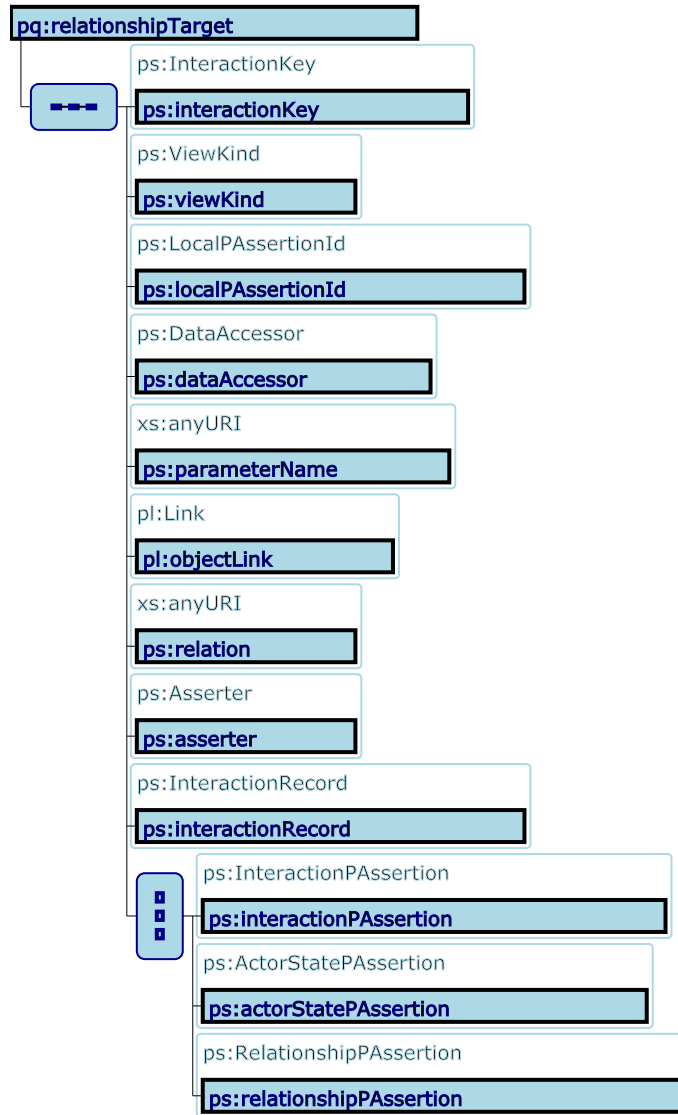 pq:relationshipTarget
ps:InteractionKey
ps:interactionKey
ps:ViewKind
ps:viewKind
ps:LocalPAssertionId
ps:localPAssertionId
ps:DataAccessor
ps:dataAccessor
xs:anyURI
ps:parameterName
pl:Link
pl:objectLink
xs:anyURI
ps:relation
ps:Asserter
ps:asserter
ps:InteractionRecord
ps:interactionRecord
ps:InteractionPAssertion
ps:interactionPAssertion
ps:ActorStatePAssertion
ps:actorStatePAssertion
ps:RelationshipPAssertion
ps:relationshipPAssertion